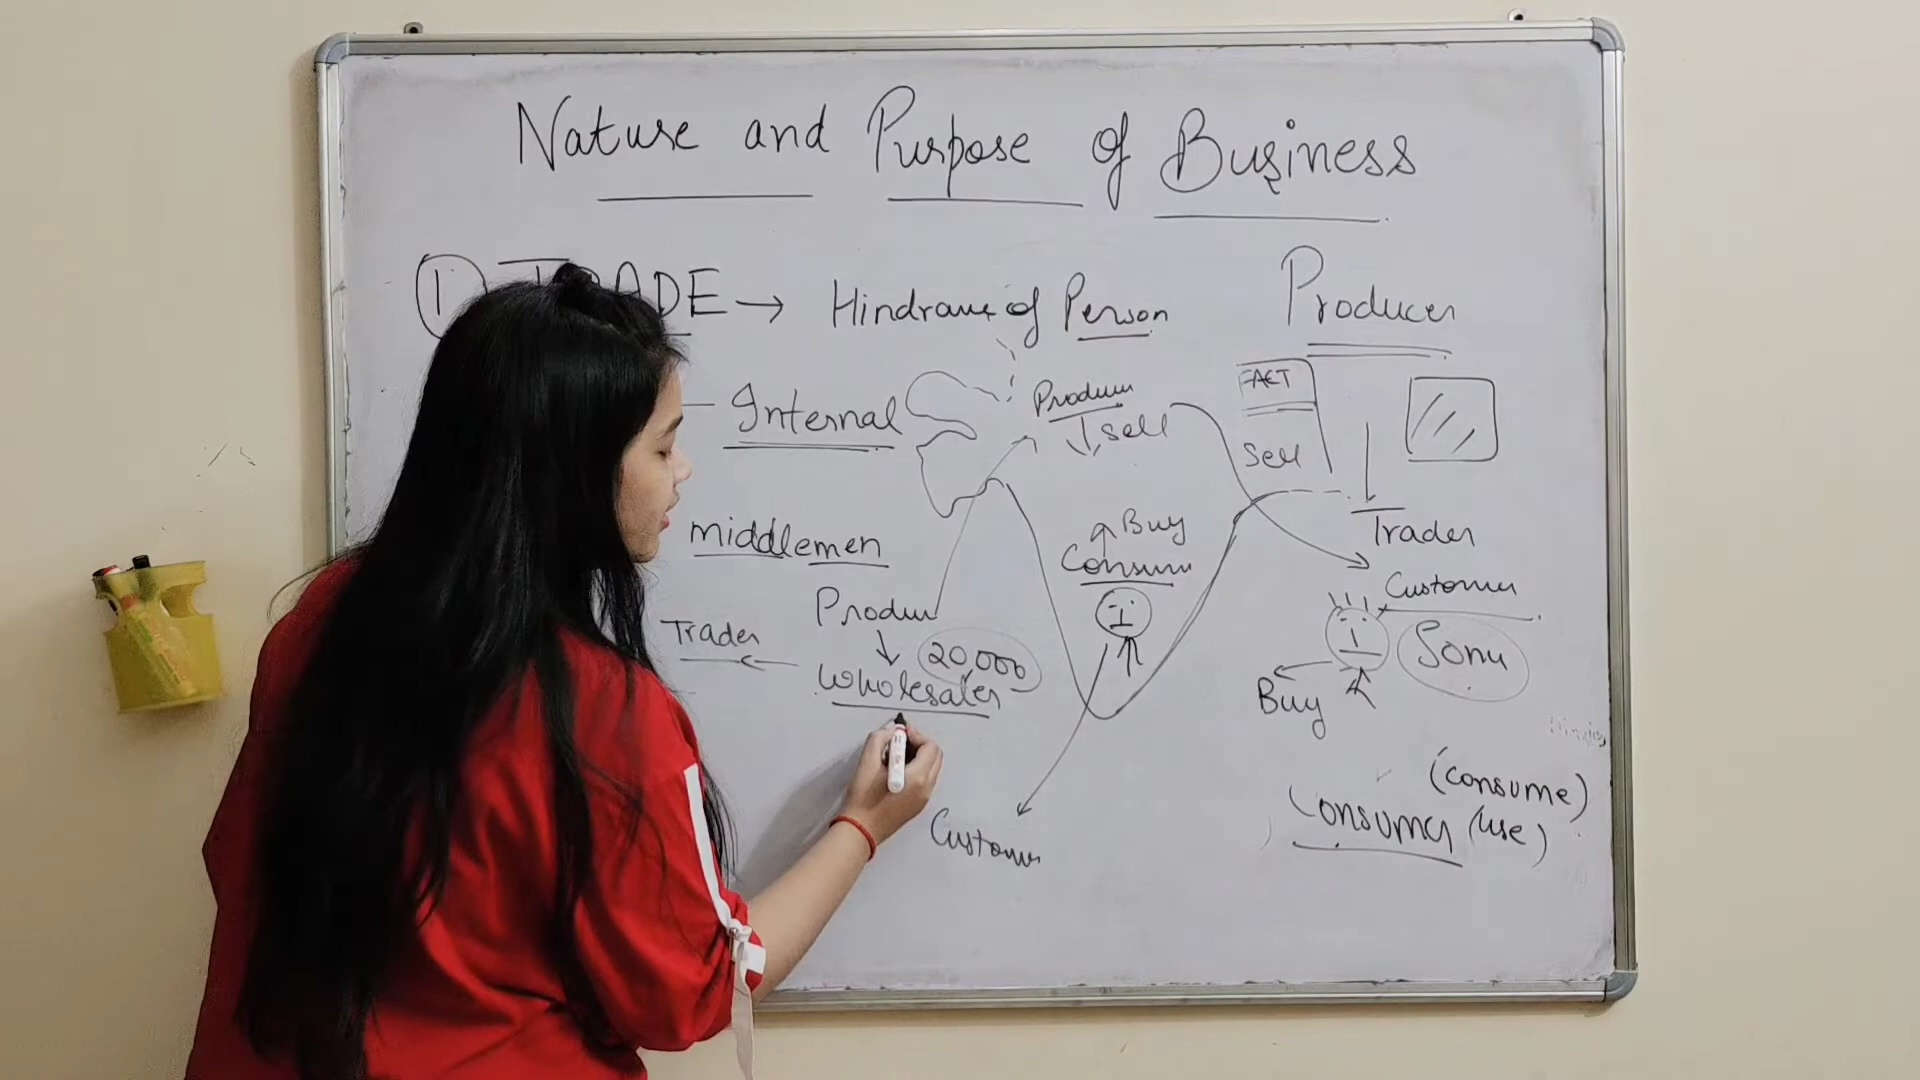 Nature and Purpose of Business
1 TRADE → Hindrance of Person
Producer
Internal
Producer
↓ sell
FACT
Sell
middlemen
Buy
Consumer
Trader
Produ
Customer
Trader
20,000
Wholesaler
Sonu
Buy
(consume)
Consumer (use)
Customer